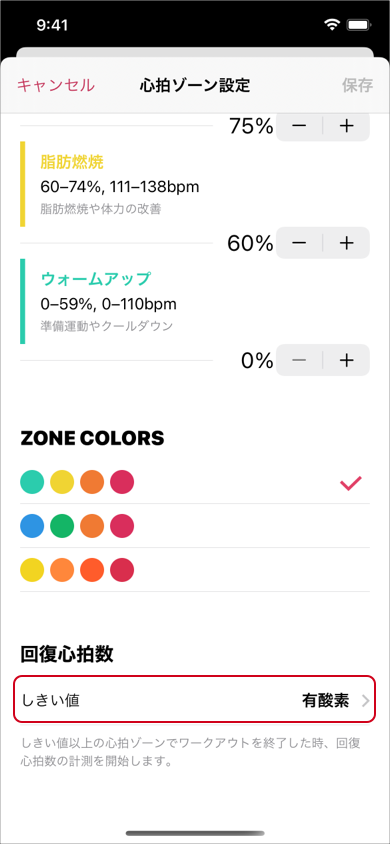 9:41
キャンセル 心拍ゾーン設定 保存
75% − +
脂肪燃焼
60–74%, 111–138bpm
脂肪燃焼や体力の改善
60% − +
ウォームアップ
0–59%, 0–110bpm
準備運動やクールダウン
0% − +
ZONE COLORS
回復心拍数
しきい値 有酸素
しきい値以上の心拍ゾーンでワークアウトを終了した時、回復
心拍数の計測を開始します。